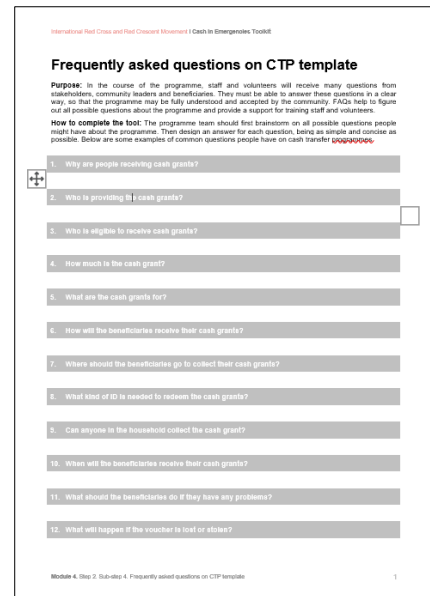 International Red Cross and Red Crescent Movement I Cash in Emergencies Toolkit
Frequently asked questions on CTP template
Purpose: In the course of the programme, staff and volunteers will receive many questions from
stakeholders, community leaders and beneficiaries. They must be able to answer these questions in a clear
way, so that the programme may be fully understood and accepted by the community. FAQs help to figure
out all possible questions about the programme and provide a support for training staff and volunteers.
How to complete the tool: The programme team should first brainstorm on all possible questions people
might have about the programme. Then design an answer for each question, being as simple and concise as
possible. Below are some examples of common questions people have on cash transfer programmes.
1. Why are people receiving cash grants?
2. Who is providing the cash grants?
3. Who is eligible to receive cash grants?
4. How much is the cash grant?
5. What are the cash grants for?
6. How will the beneficiaries receive their cash grants?
7. Where should the beneficiaries go to collect their cash grants?
8. What kind of ID is needed to redeem the cash grants?
9. Can anyone in the household collect the cash grant?
10. When will the beneficiaries receive their cash grants?
11. What should the beneficiaries do if they have any problems?
12. What will happen if the voucher is lost or stolen?
Module 4. Step 2. Sub-step 4. Frequently asked questions on CTP template 1